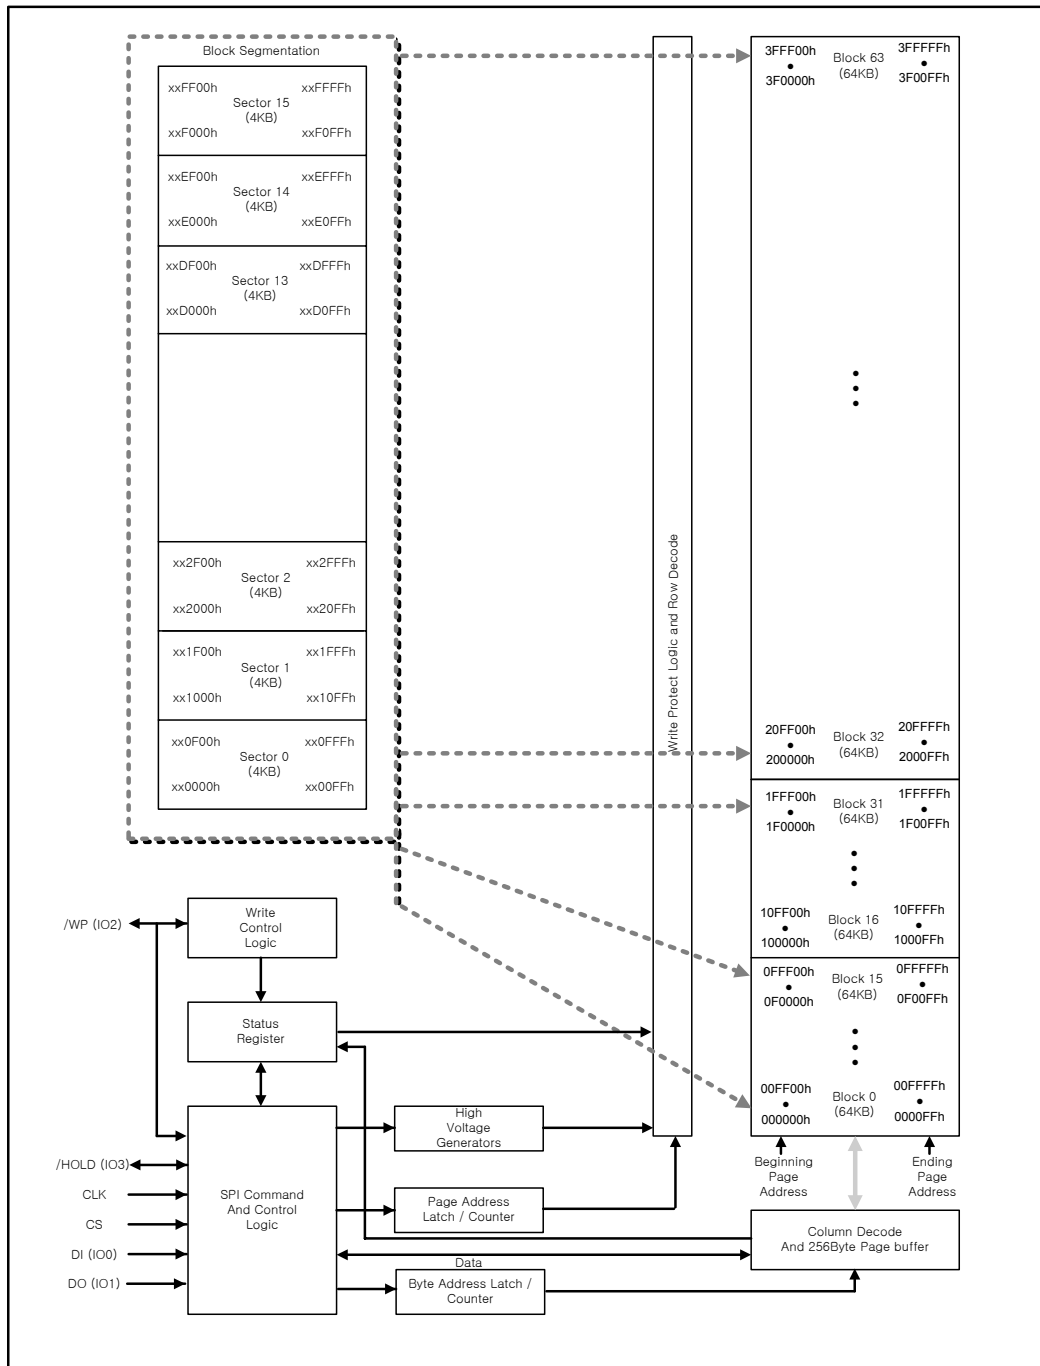 Block Segmentation
xxFF00h xxFFFFh
Sector 15
(4KB)
xxF000h xxF0FFh
xxEF00h xxEFFFh
Sector 14
(4KB)
xxE000h xxE0FFh
xxDF00h xxDFFFh
Sector 13
(4KB)
xxD000h xxD0FFh
xx2F00h xx2FFFh
Sector 2
(4KB)
xx2000h xx20FFh
xx1F00h xx1FFFh
Sector 1
(4KB)
xx1000h xx10FFh
xx0F00h xx0FFFh
Sector 0
(4KB)
xx0000h xx00FFh
Write Protect Logic and Row Decode
3FFF00h Block 63 3FFFFFh
(64KB)
3F0000h 3F00FFh
20FF00h Block 32 20FFFFh
(64KB)
200000h 2000FFh
1FFF00h Block 31 1FFFFFh
(64KB)
1F0000h 1F00FFh
10FF00h Block 16 10FFFFh
(64KB)
100000h 1000FFh
0FFF00h Block 15 0FFFFFh
(64KB)
0F0000h 0F00FFh
00FF00h Block 0 00FFFFh
(64KB)
000000h 0000FFh
Beginning
Page
Address
Ending
Page
Address
/WP (IO2)
Write
Control
Logic
Status
Register
High
Voltage
Generators
/HOLD (IO3)
CLK
CS
DI (IO0)
DO (IO1)
SPI Command
And Control
Logic
Page Address
Latch / Counter
Column Decode
And 256Byte Page buffer
Data
Byte Address Latch /
Counter